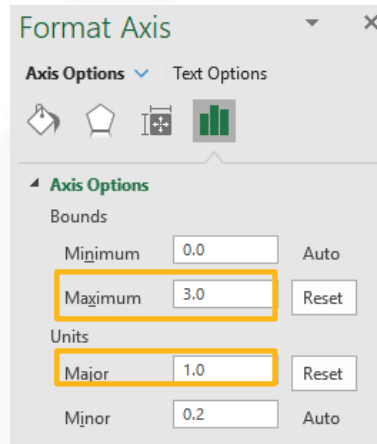 Format Axis
Axis Options Text Options
Axis Options
Bounds
Minimum 0.0 Auto
Maximum 3.0 Reset
Units
Major 1.0 Reset
Minor 0.2 Auto